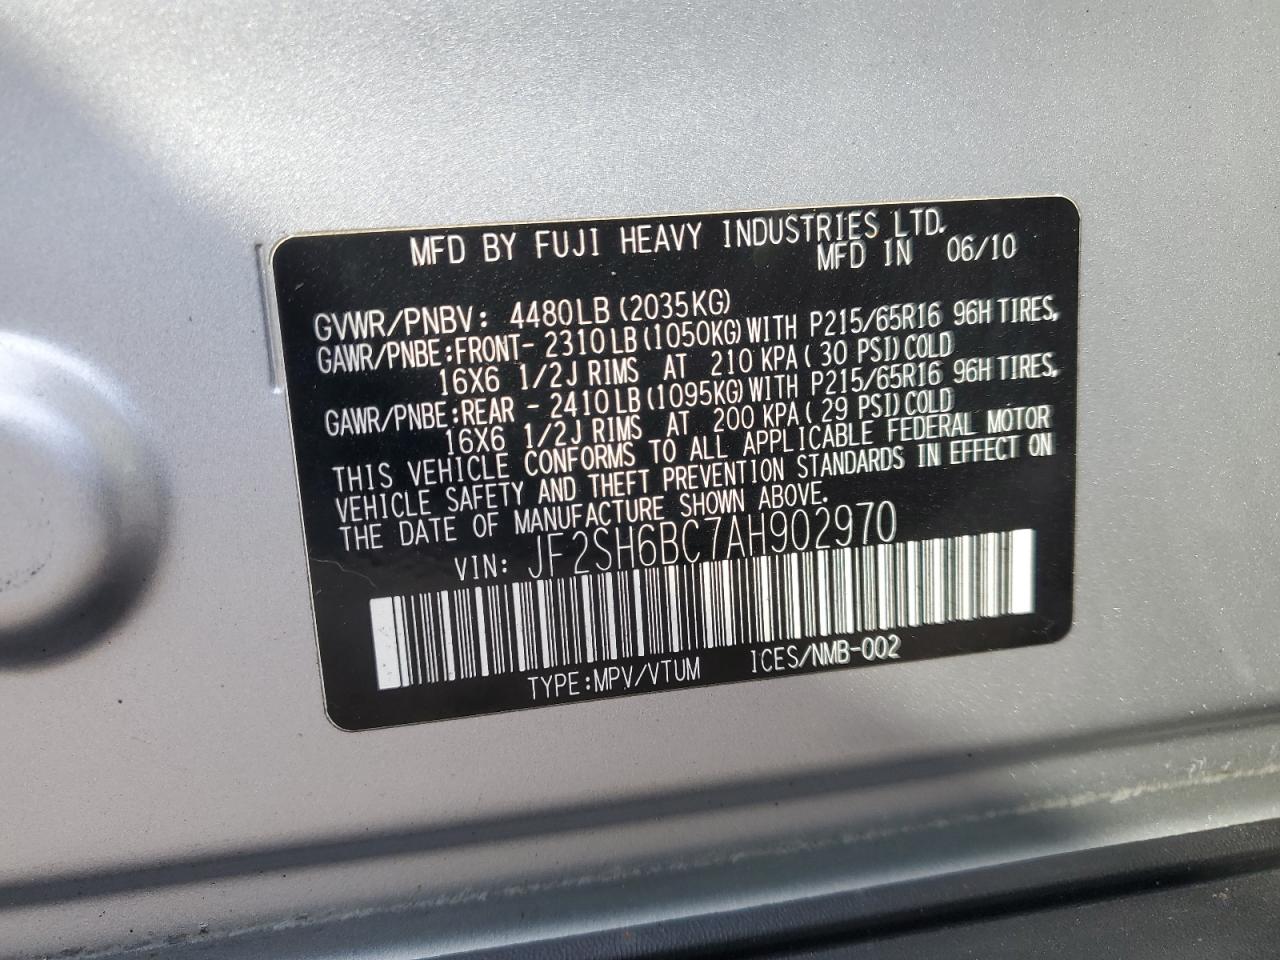 MFD BY FUJI HEAVY INDUSTRIES LTD.
MFD IN 06/10
GVWR/PNBV: 4480LB(2035KG)
GAWR/PNBE:FRONT- 2310LB(1050KG)WITH P215/65R16 96H TIRES,
16X6 1/2J RIMS AT 210 KPA(30 PSI)COLD
GAWR/PNBE:REAR - 2410LB(1095KG)WITH P215/65R16 96H TIRES,
16X6 1/2J RIMS AT 200 KPA(29 PSI)COLD
THIS VEHICLE CONFORMS TO ALL APPLICABLE FEDERAL MOTOR
VEHICLE SAFETY AND THEFT PREVENTION STANDARDS IN EFFECT ON
THE DATE OF MANUFACTURE SHOWN ABOVE.
VIN: JF2SH6BC7AH902970
TYPE:MPV/VTUM ICES/NMB-002